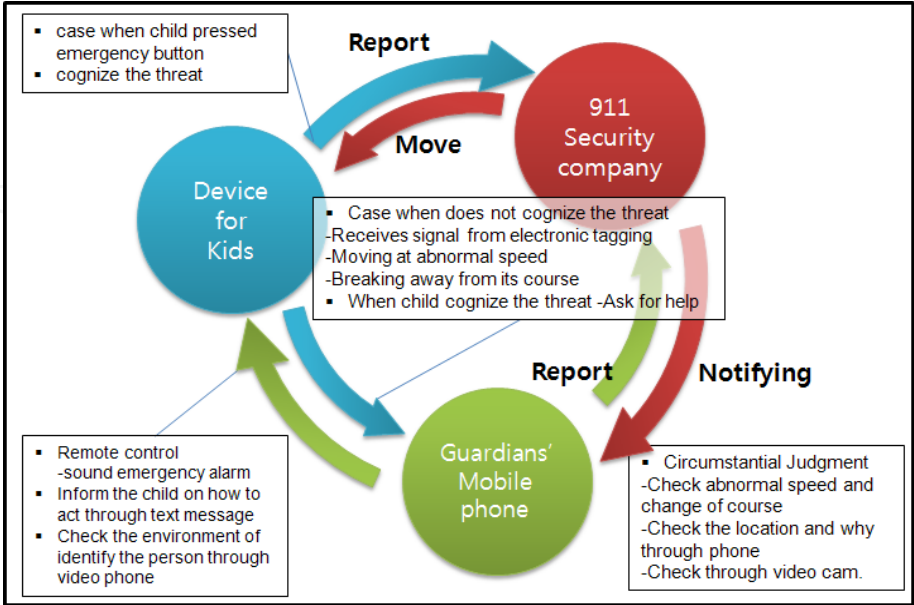 ▪ case when child pressed
emergency button
▪ cognize the threat
Report
Move
911
Security
company
Device
for
Kids
▪ Case when does not cognize the threat
-Receives signal from electronic tagging
-Moving at abnormal speed
-Breaking away from its course
▪ When child cognize the threat -Ask for help
Report
Notifying
Guardians’
Mobile
phone
▪ Remote control
-sound emergency alarm
▪ Inform the child on how to
act through text message
▪ Check the environment of
identify the person through
video phone
▪ Circumstantial Judgment
-Check abnormal speed and
change of course
-Check the location and why
through phone
-Check through video cam.